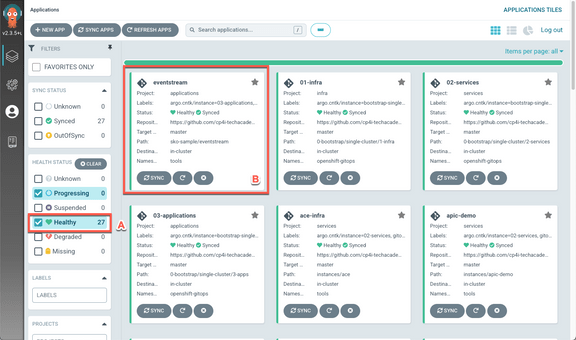 Applications
APPLICATIONS TILES
v2.3.5+
+ NEW APP
SYNC APPS
REFRESH APPS
Search applications...
/
Log out
FILTERS
Items per page: all
FAVORITES ONLY
SYNC STATUS
Unknown 0
Synced 27
OutOfSync 0
HEALTH STATUS
CLEAR
Unknown 0
Progressing 0
Suspended 0
Healthy 27
A
Degraded 0
Missing 0
LABELS
LABELS
PROJECTS
eventstream
Project: applications
Labels: argo.cntk/instance=03-applications,...
Status: Healthy Synced
Reposit... https://github.com/cp4i-techacade...
Target ... master
Path: sko-sample/eventstream
Destina... in-cluster
Names... tools
SYNC
B
01-infra
Project: infra
Labels: argo.cntk/instance=bootstrap-single...
Status: Healthy Synced
Reposit... https://github.com/cp4i-techacade...
Target ... master
Path: 0-bootstrap/single-cluster/1-infra
Destina... in-cluster
Names... openshift-gitops
SYNC
02-services
Project: services
Labels: argo.cntk/instance=bootstrap-single...
Status: Healthy Synced
Reposit... https://github.com/cp4i-techacade...
Target ... master
Path: 0-bootstrap/single-cluster/2-services
Destina... in-cluster
Names... openshift-gitops
SYNC
03-applications
Project: applications
Labels: argo.cntk/instance=bootstrap-single...
Status: Healthy Synced
Reposit... https://github.com/cp4i-techacade...
Target ... master
Path: 0-bootstrap/single-cluster/3-apps
Destina... in-cluster
Names... openshift-gitops
SYNC
ace-infra
Project: services
Labels: argo.cntk/instance=02-services, gito...
Status: Healthy Synced
Reposit... https://github.com/cp4i-techacade...
Target ... master
Path: instances/ace
Destina... in-cluster
Names... tools
SYNC
apic-demo
Project: services
Labels: argo.cntk/instance=02-services, gito...
Status: Healthy Synced
Reposit... https://github.com/cp4i-techacade...
Target ... master
Path: instances/apic-demo
Destina... in-cluster
Names... tools
SYNC